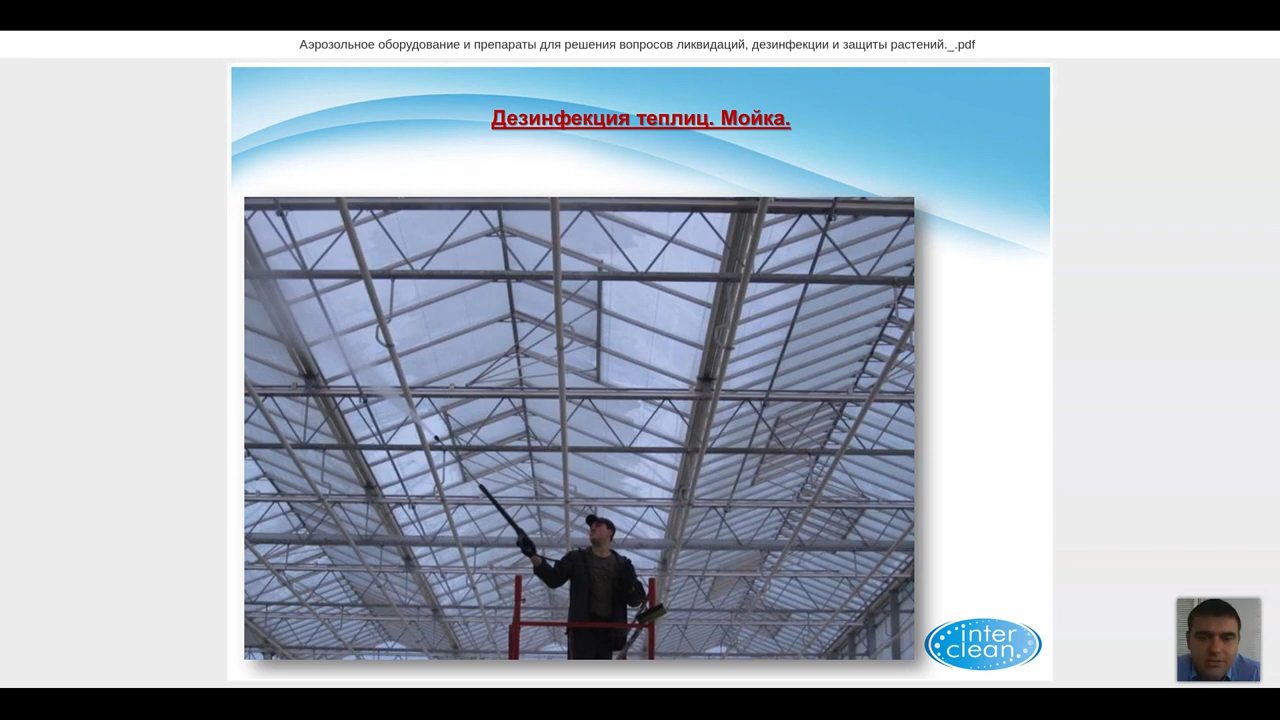 Аэрозольное оборудование и препараты для решения вопросов ликвидаций, дезинфекции и защиты растений._.pdf
Дезинфекция теплиц. Мойка.
inter
clean.